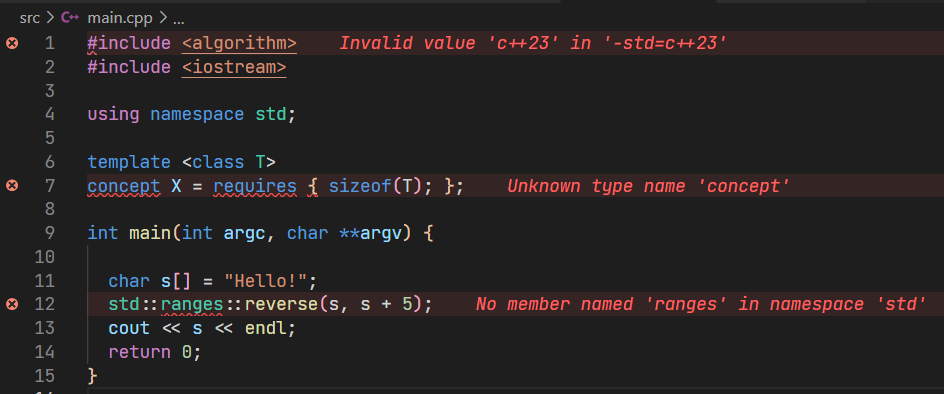 src > C++ main.cpp > ...
1 #include <algorithm> Invalid value 'c++23' in '-std=c++23'
2 #include <iostream>
3
4 using namespace std;
5
6 template <class T>
7 concept X = requires { sizeof(T); }; Unknown type name 'concept'
8
9 int main(int argc, char **argv) {
10
11 char s[] = "Hello!";
12 std::ranges::reverse(s, s + 5); No member named 'ranges' in namespace 'std'
13 cout << s << endl;
14 return 0;
15 }